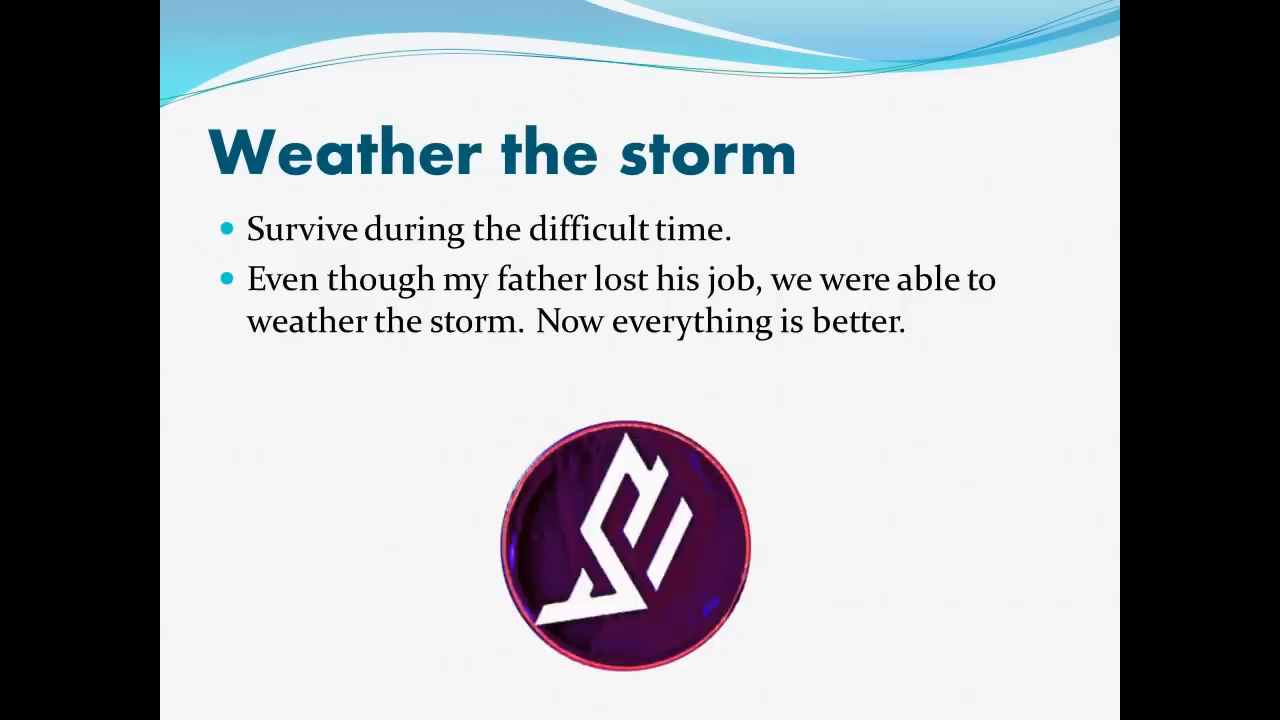 Weather the storm
Survive during the difficult time.
Even though my father lost his job, we were able to
weather the storm. Now everything is better.